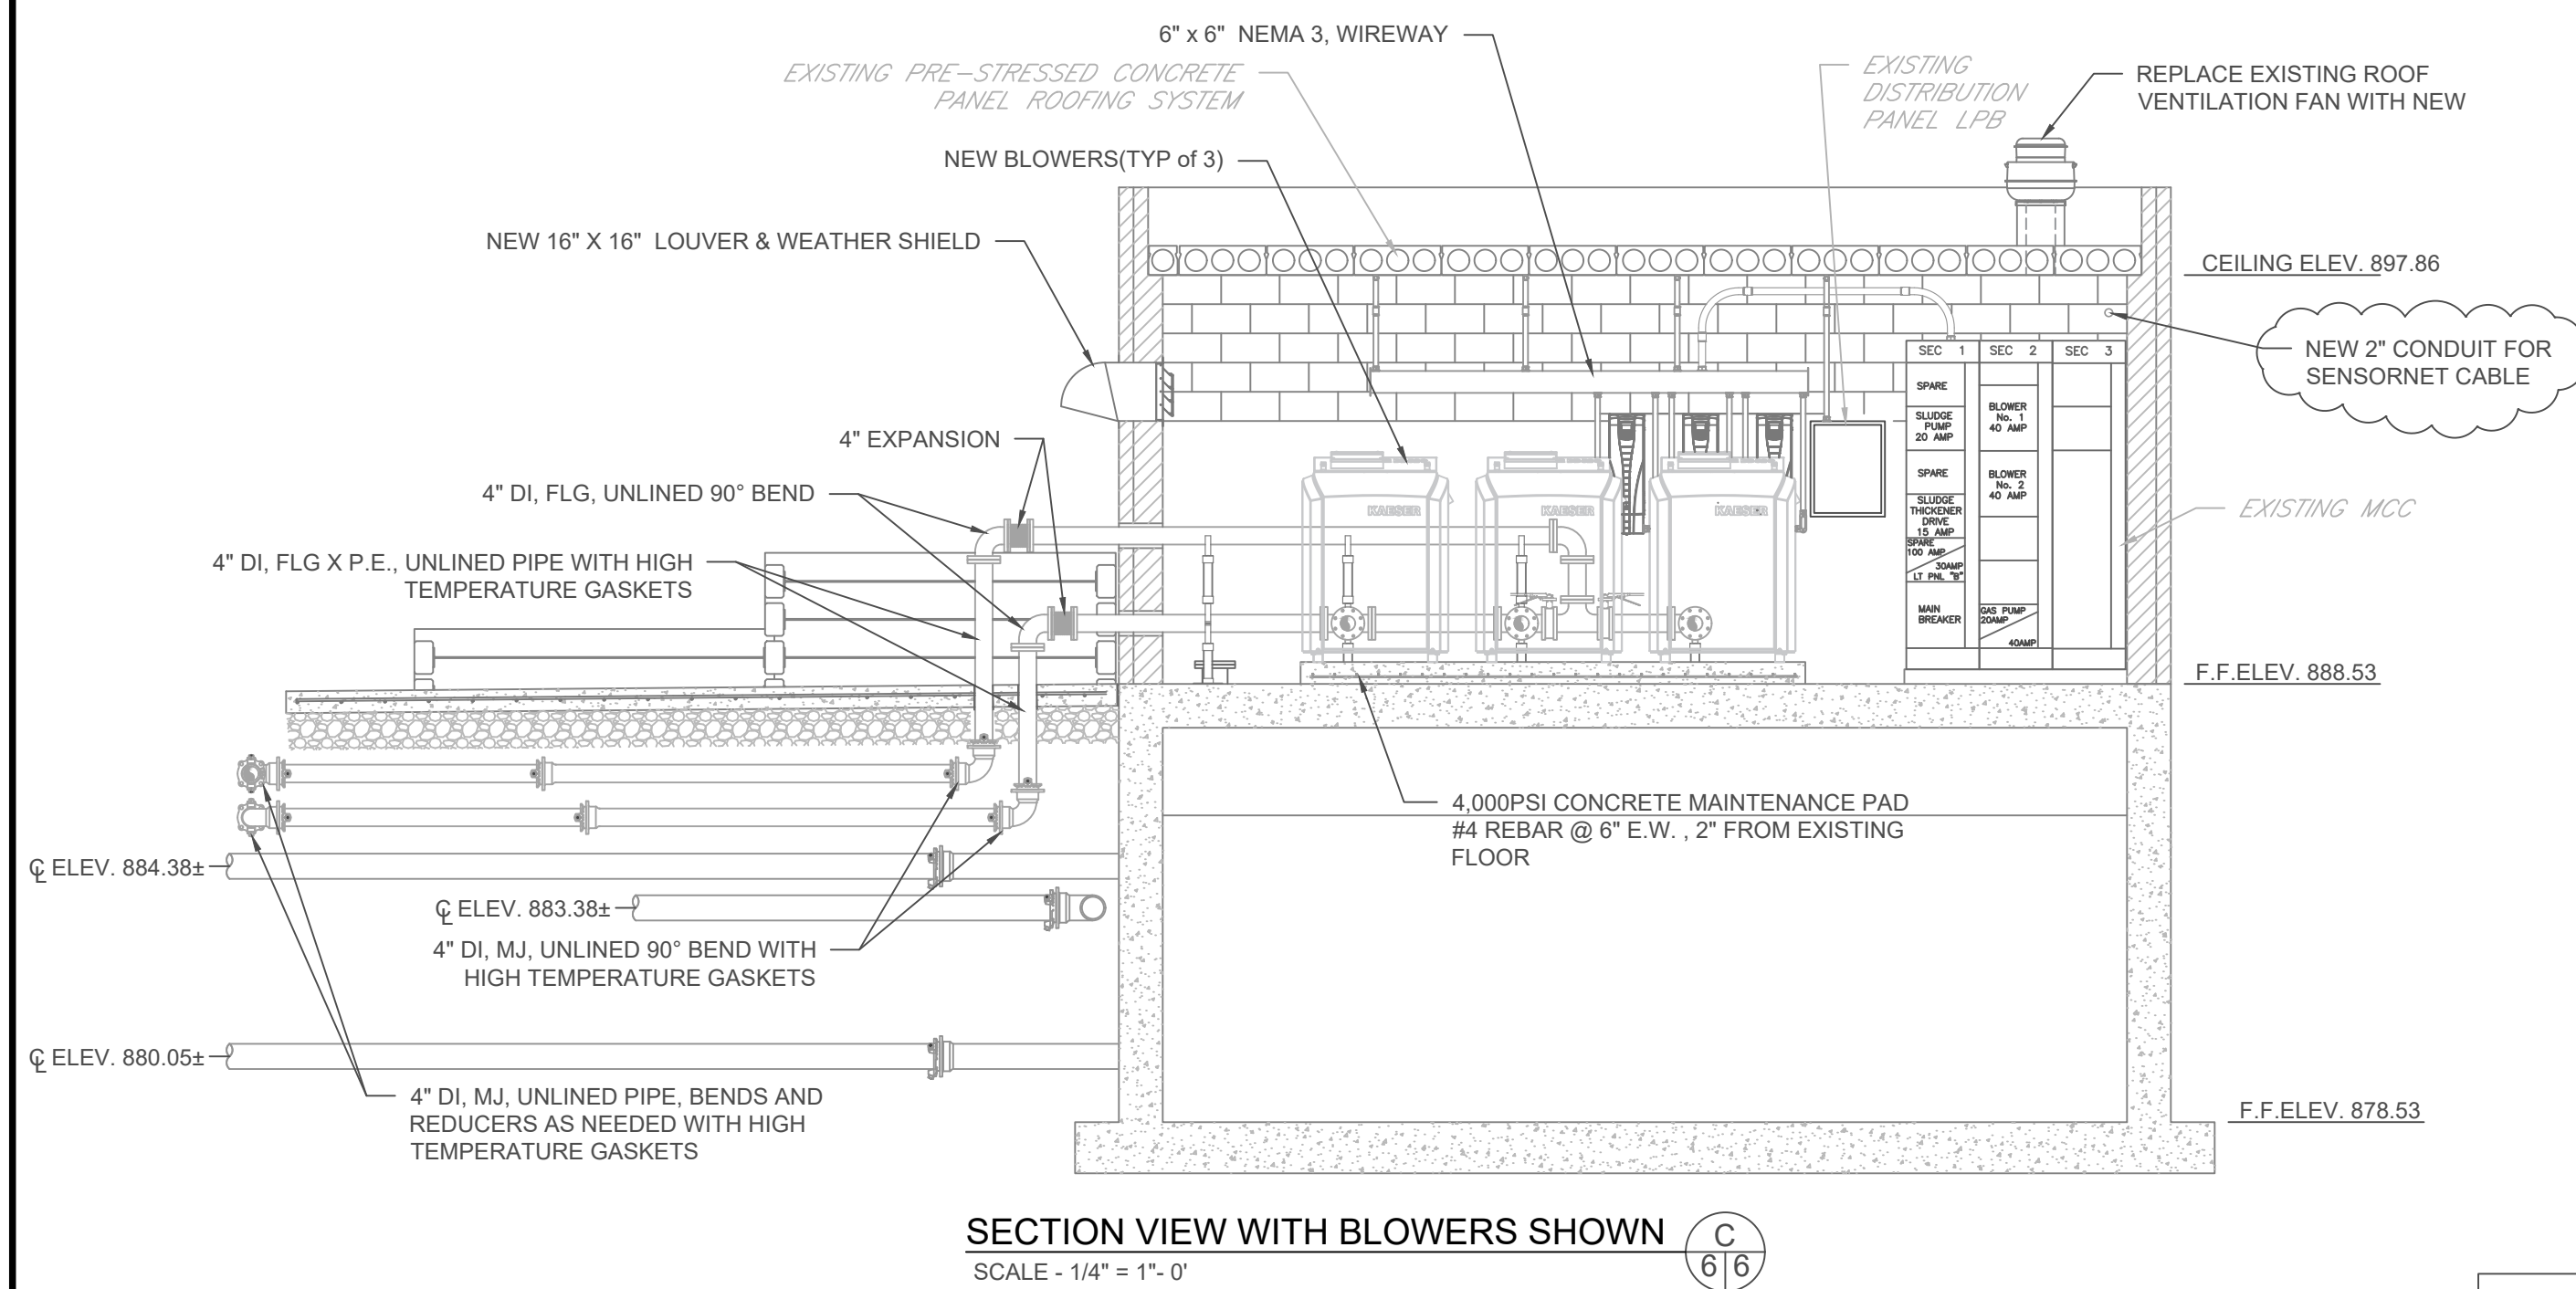 6" x 6"  NEMA 3, WIREWAY
EXISTING PRE-STRESSED CONCRETE
PANEL ROOFING SYSTEM
EXISTING
DISTRIBUTION
PANEL LPB
REPLACE EXISTING ROOF
VENTILATION FAN WITH NEW
NEW BLOWERS(TYP of 3)
NEW 16" X 16"  LOUVER & WEATHER SHIELD
CEILING ELEV. 897.86
NEW 2" CONDUIT FOR
SENSORNET CABLE
4" EXPANSION
4" DI, FLG, UNLINED 90° BEND
4" DI, FLG X P.E., UNLINED PIPE WITH HIGH
TEMPERATURE GASKETS
KAESER
KAESER
KAESER
SEC 1
SPARE
SLUDGE
PUMP
20 AMP
SPARE
SLUDGE
THICKENER
DRIVE
15 AMP
SPARE
100 AMP
30AMP
LT PNL "B"
MAIN
BREAKER
SEC 2
BLOWER
No. 1
40 AMP
BLOWER
No. 2
40 AMP
GAS PUMP
20AMP
40AMP
SEC 3
EXISTING MCC
F.F.ELEV. 888.53
4,000PSI CONCRETE MAINTENANCE PAD
#4 REBAR @ 6" E.W. , 2" FROM EXISTING
FLOOR
℄ ELEV. 884.38±
℄ ELEV. 883.38±
4" DI, MJ, UNLINED 90° BEND WITH
HIGH TEMPERATURE GASKETS
℄ ELEV. 880.05±
4" DI, MJ, UNLINED PIPE, BENDS AND
REDUCERS AS NEEDED WITH HIGH
TEMPERATURE GASKETS
F.F.ELEV. 878.53
SECTION VIEW WITH BLOWERS SHOWN
SCALE - 1/4" = 1"- 0'
C
6 6